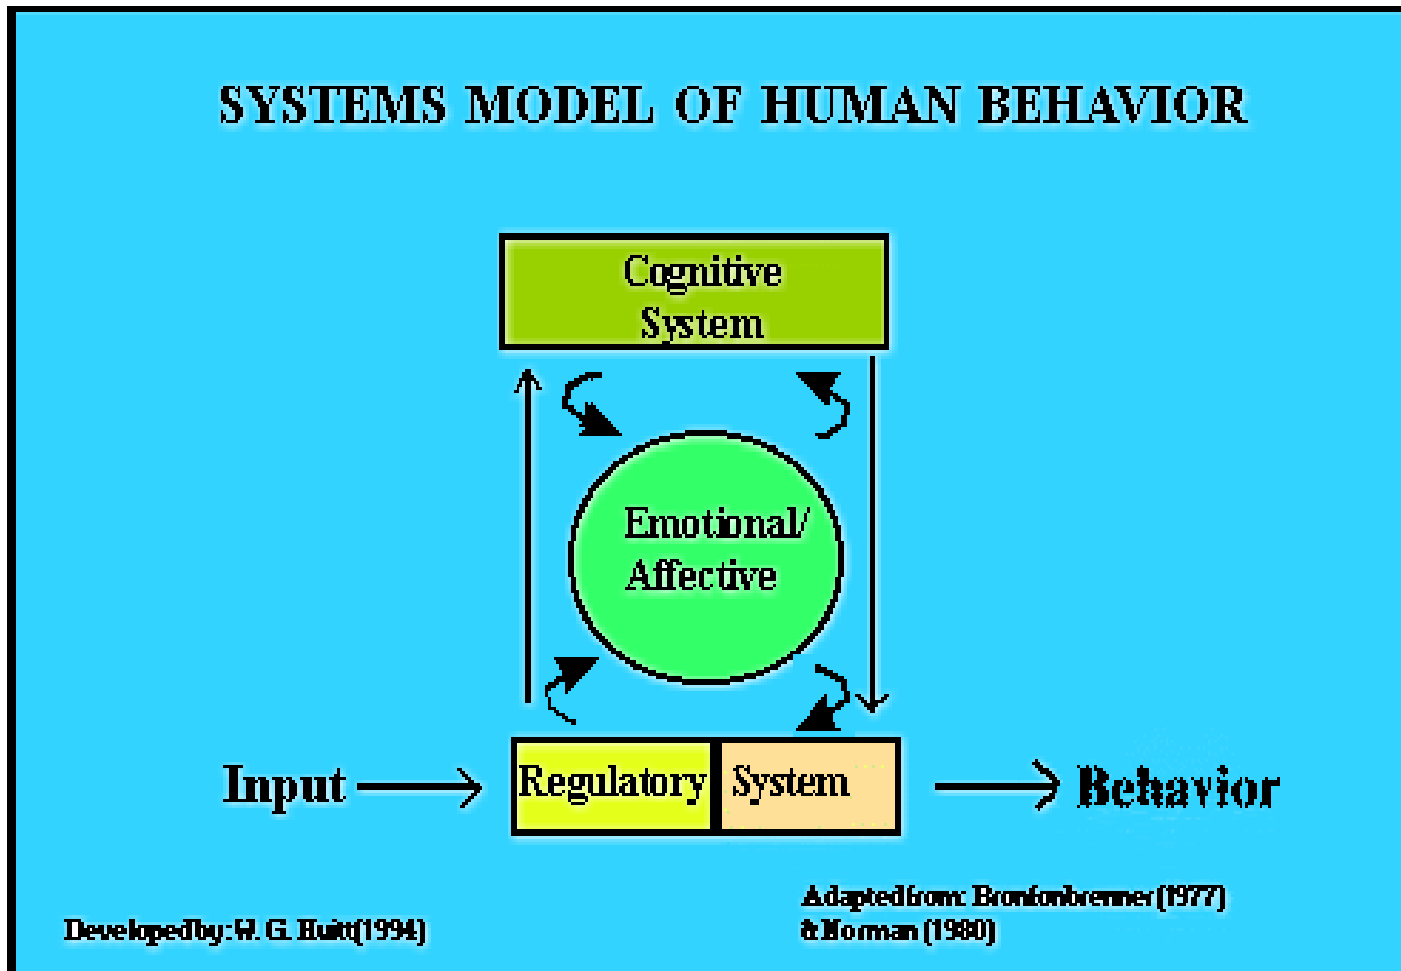 SYSTEMS MODEL OF HUMAN BEHAVIOR
Cognitive
System
Emotional/
Affective
Input
Regulatory
System
Behavior
Adapted from: Bronfonbrenner (1977)
& Norman (1980)
Developed by: W. G. Huitt (1994)